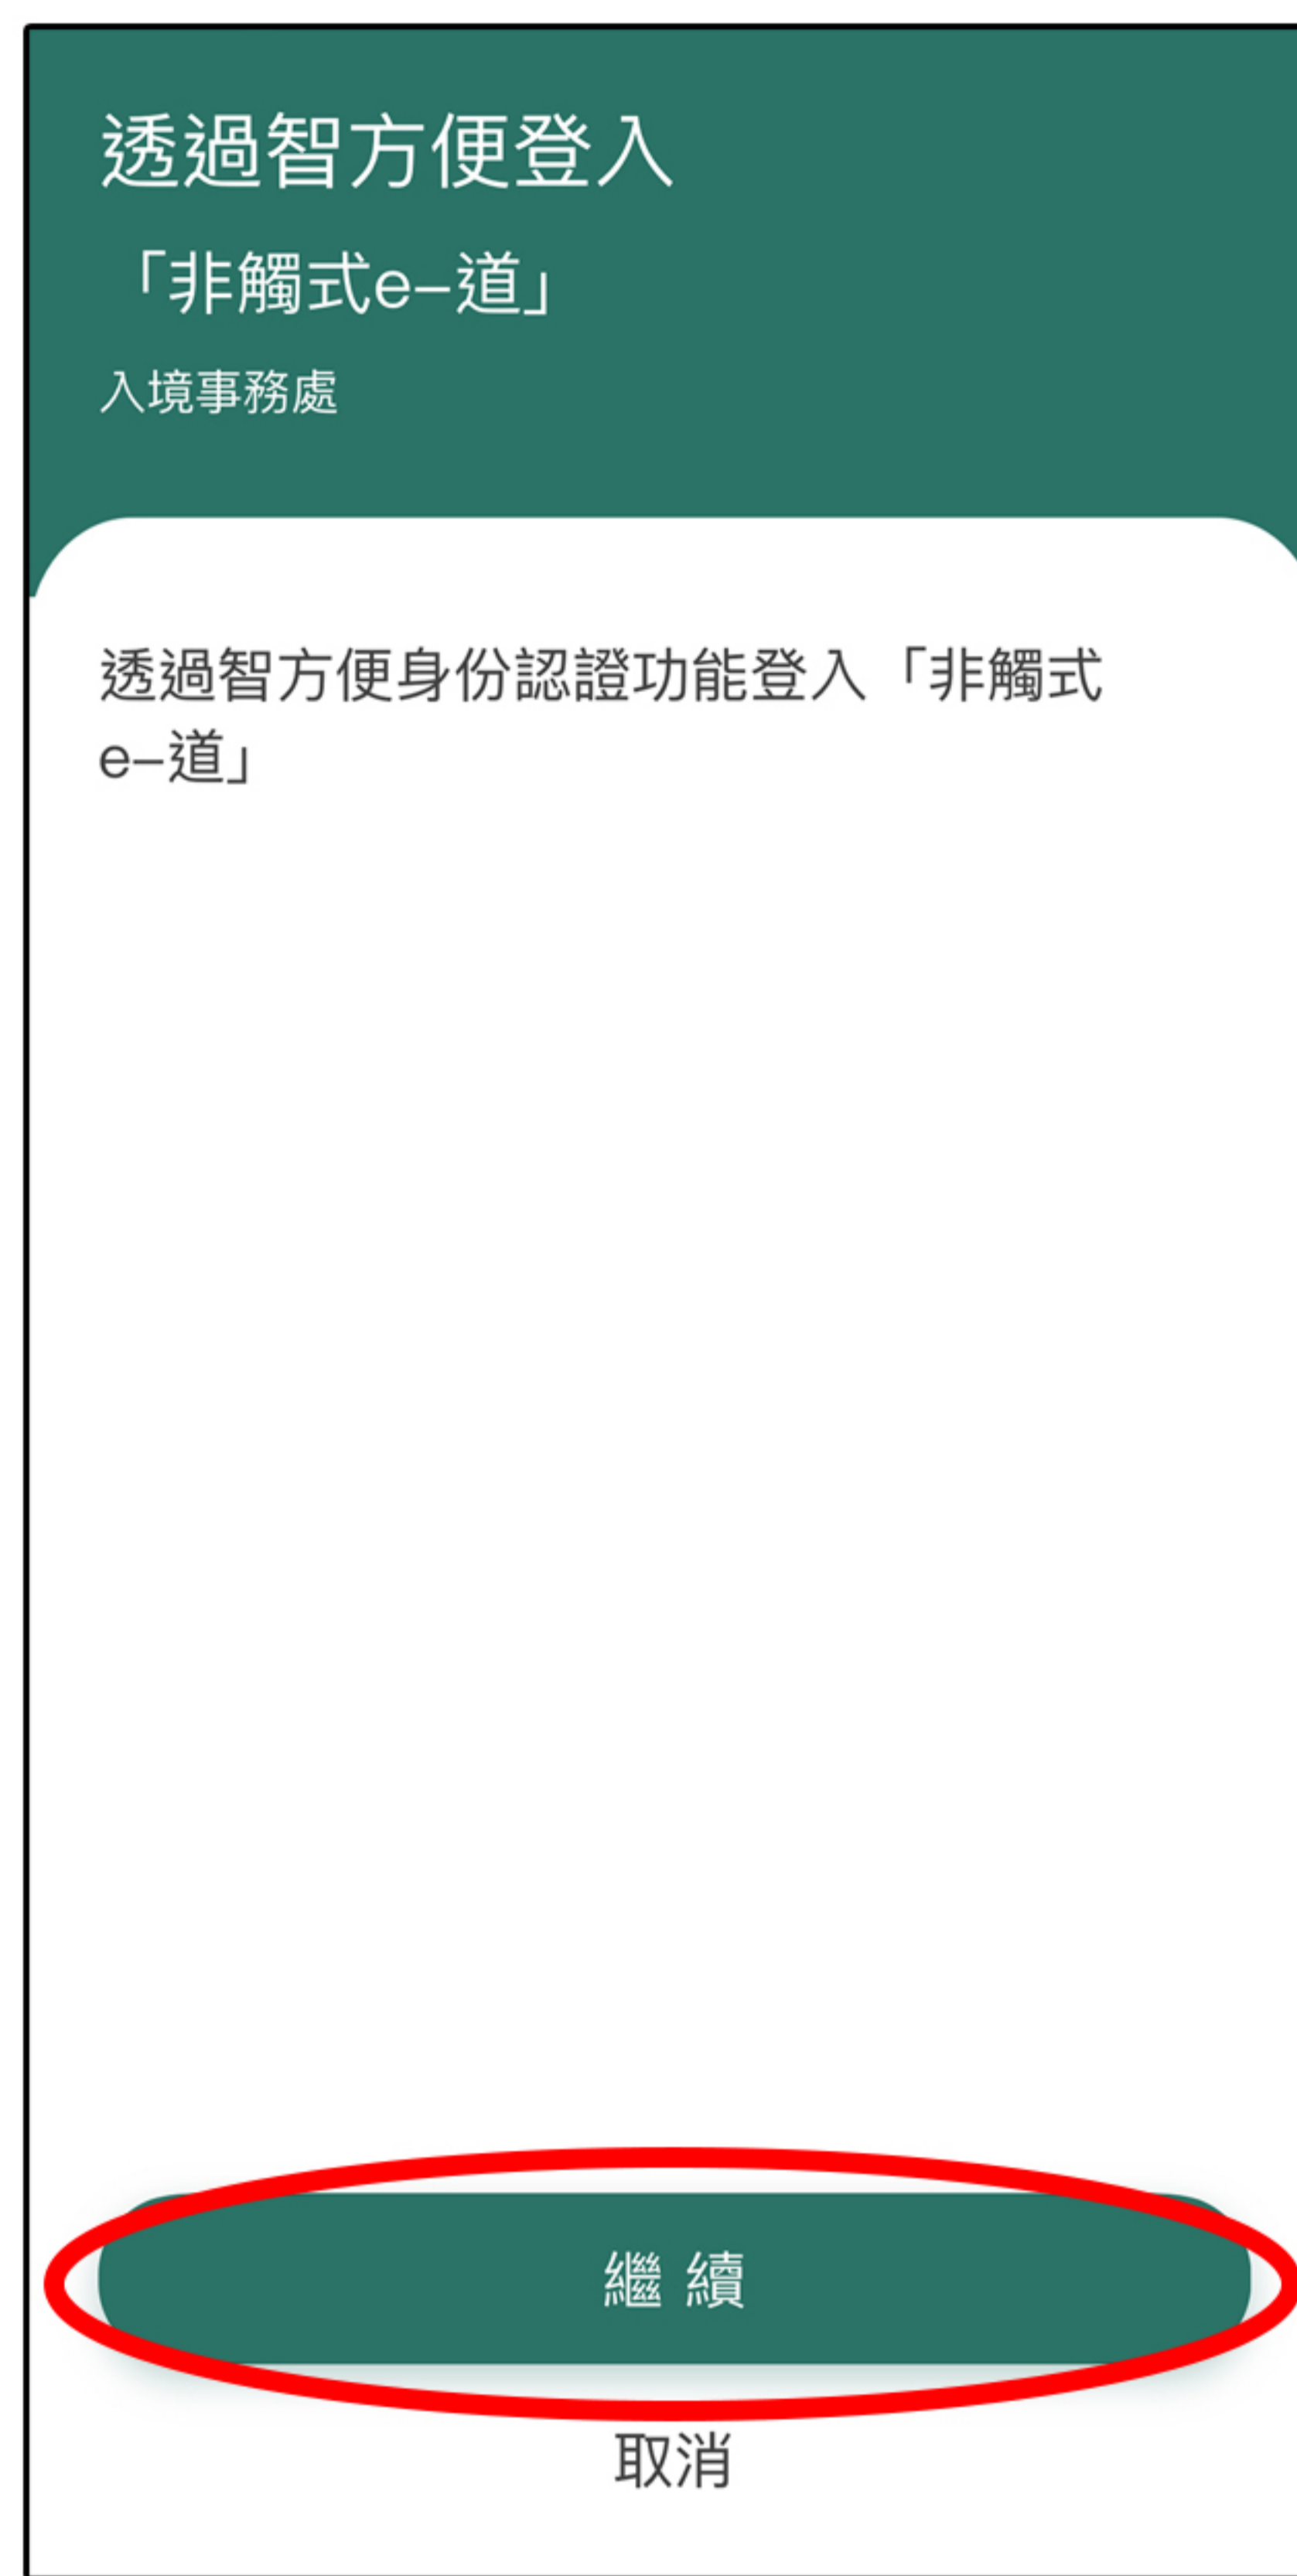 透過智方便登入
「非觸式e-道」
入境事務處
透過智方便身份認證功能登入「非觸式
e-道」
繼續
取消